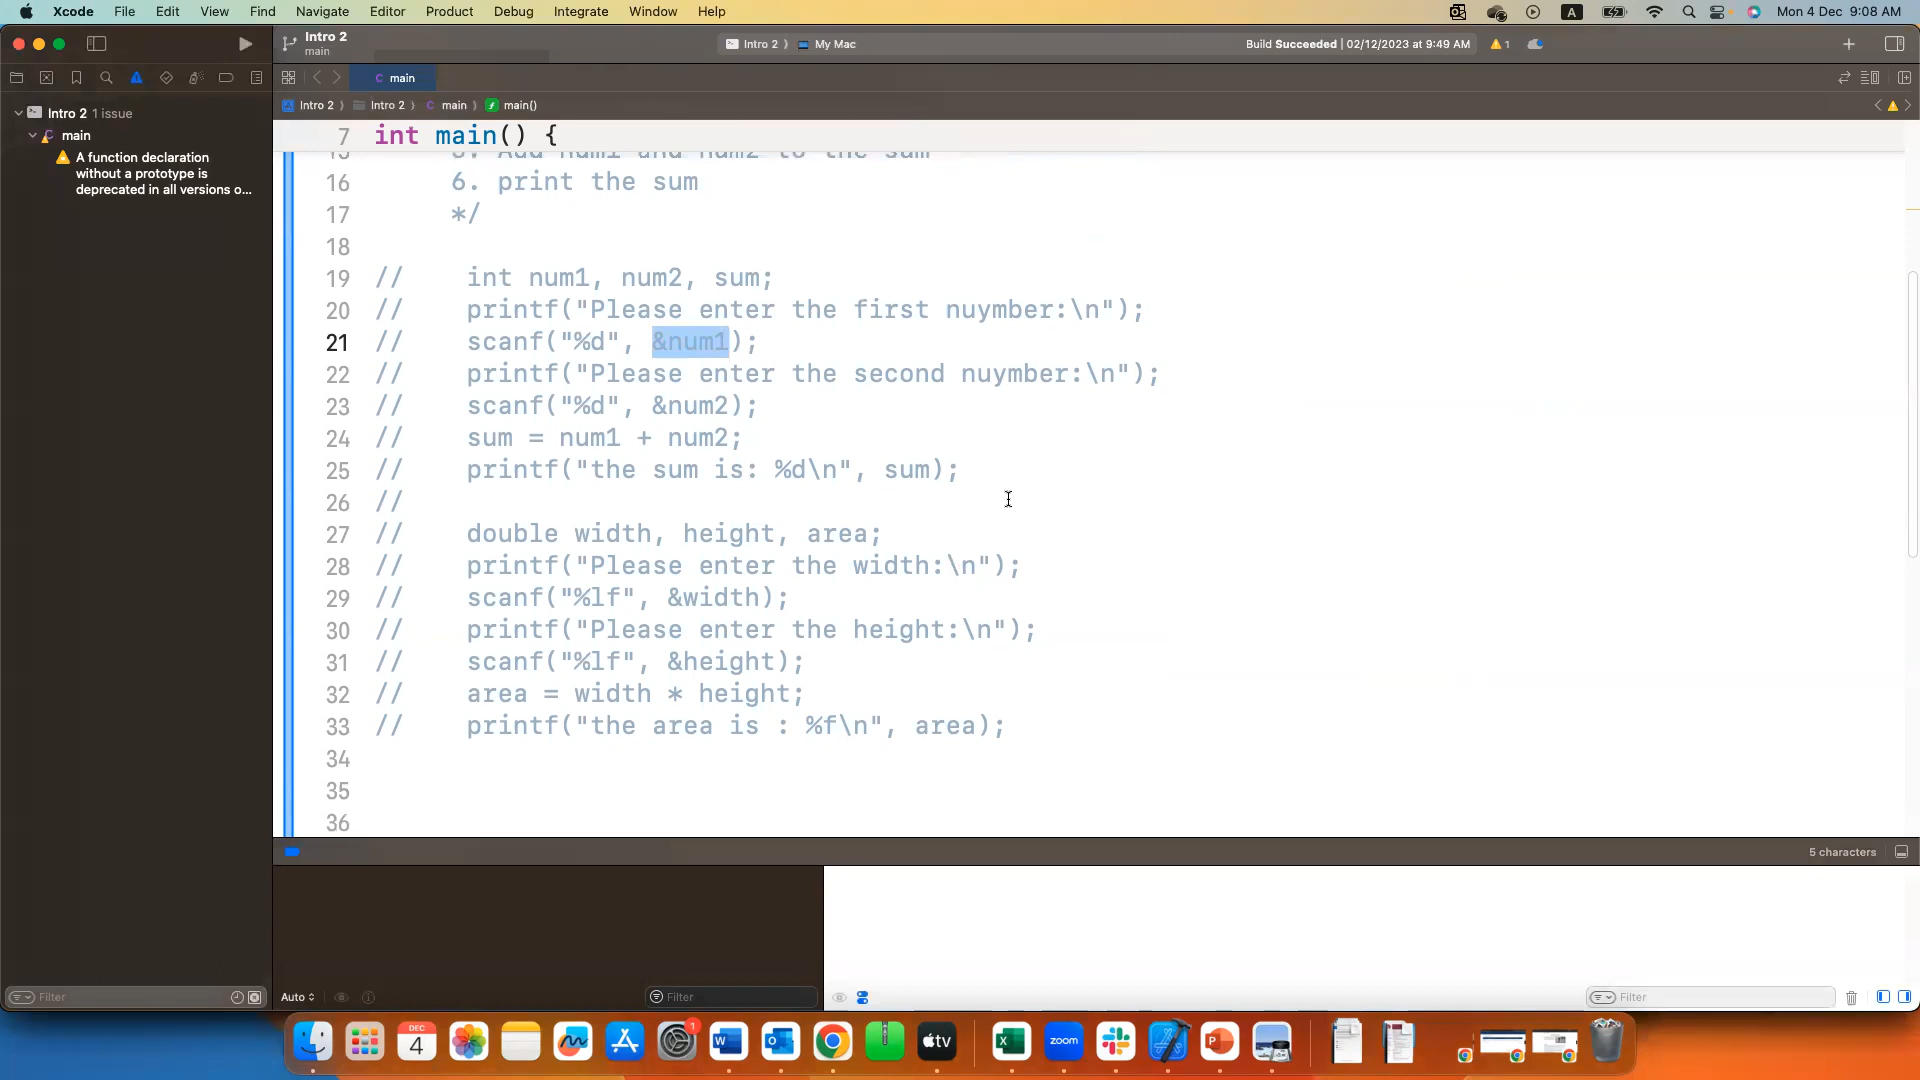 Xcode File Edit View Find Navigate Editor Product Debug Integrate Window Help A Mon 4 Dec 9:08 AM
Intro 2
main
Intro 2 My Mac
Build Succeeded | 02/12/2023 at 9:49 AM 1
C main
Intro 2 Intro 2 C main main()
Intro 2 1 issue
main
A function declaration
without a prototype is
deprecated in all versions o...
7 int main() {
16 6. print the sum
17 */
18
19 // int num1, num2, sum;
20 // printf("Please enter the first nuymber:\n");
21 // scanf("%d", &num1);
22 // printf("Please enter the second nuymber:\n");
23 // scanf("%d", &num2);
24 // sum = num1 + num2;
25 // printf("the sum is: %d\n", sum);
26 //
27 // double width, height, area;
28 // printf("Please enter the width:\n");
29 // scanf("%lf", &width);
30 // printf("Please enter the height:\n");
31 // scanf("%lf", &height);
32 // area = width * height;
33 // printf("the area is : %f\n", area);
34
35
36
5 characters
Filter
Auto
Filter
Filter
DEC
4
1
W
O
tv
X
zoom
P